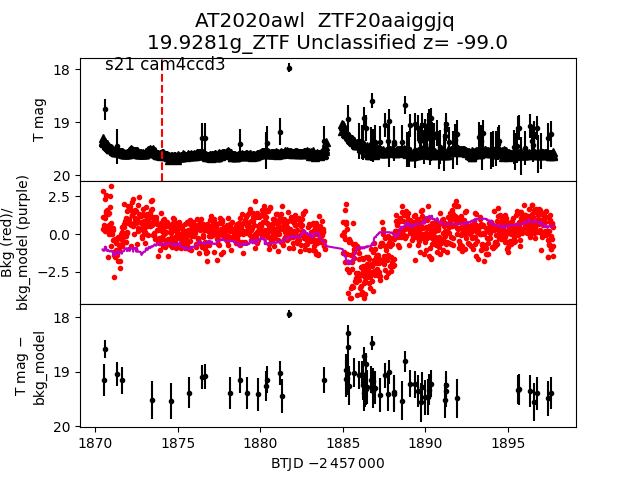 AT2020awl  ZTF20aaiggjq
19.9281g_ZTF Unclassified z= -99.0
s21 cam4ccd3
T mag
18
19
20
Bkg (red)/
bkg_model (purple)
2.5
0.0
−2.5
T mag −
bkg_model
18
19
20
1870 1875 1880 1885 1890 1895
BTJD −2 457 000